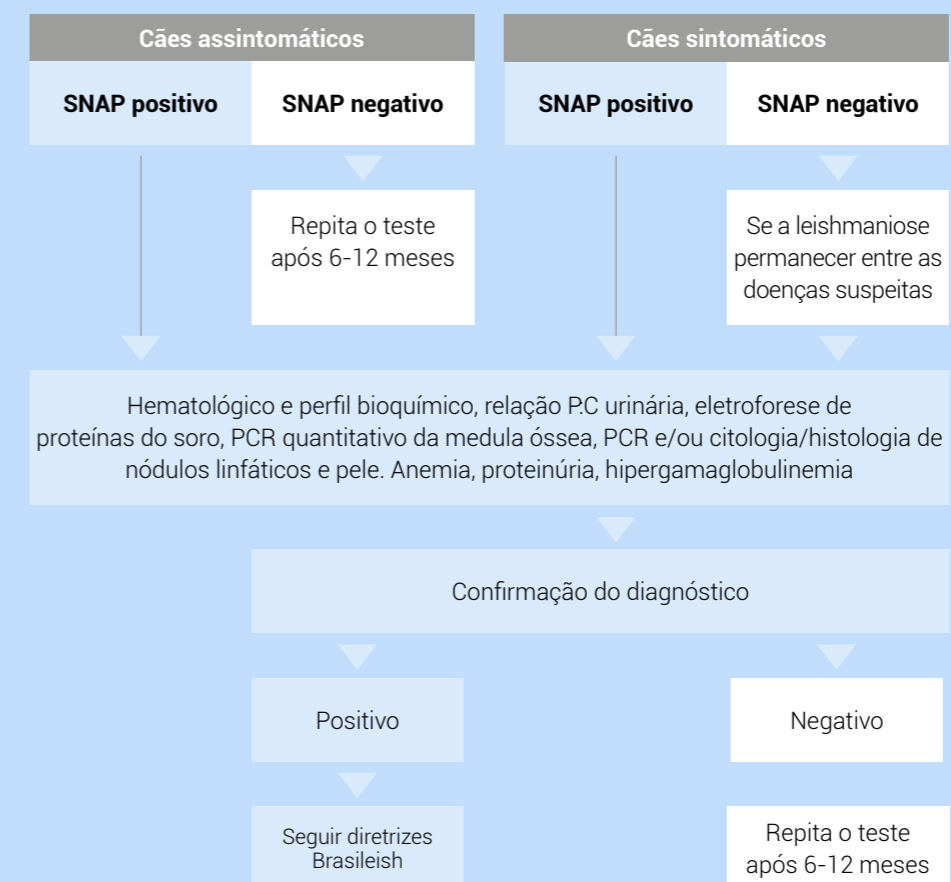 Cães assintomáticos
Cães sintomáticos
SNAP positivo
SNAP negativo
SNAP positivo
SNAP negativo
Repita o teste
após 6-12 meses
Se a leishmaniose
permanecer entre as
doenças suspeitas
Hematológico e perfil bioquímico, relação P:C urinária, eletroforese de
proteínas do soro, PCR quantitativo da medula óssea, PCR e/ou citologia/histologia de
nódulos linfáticos e pele. Anemia, proteinúria, hipergamaglobulinemia
Confirmação do diagnóstico
Positivo
Negativo
Seguir diretrizes
Brasileish
Repita o teste
após 6-12 meses